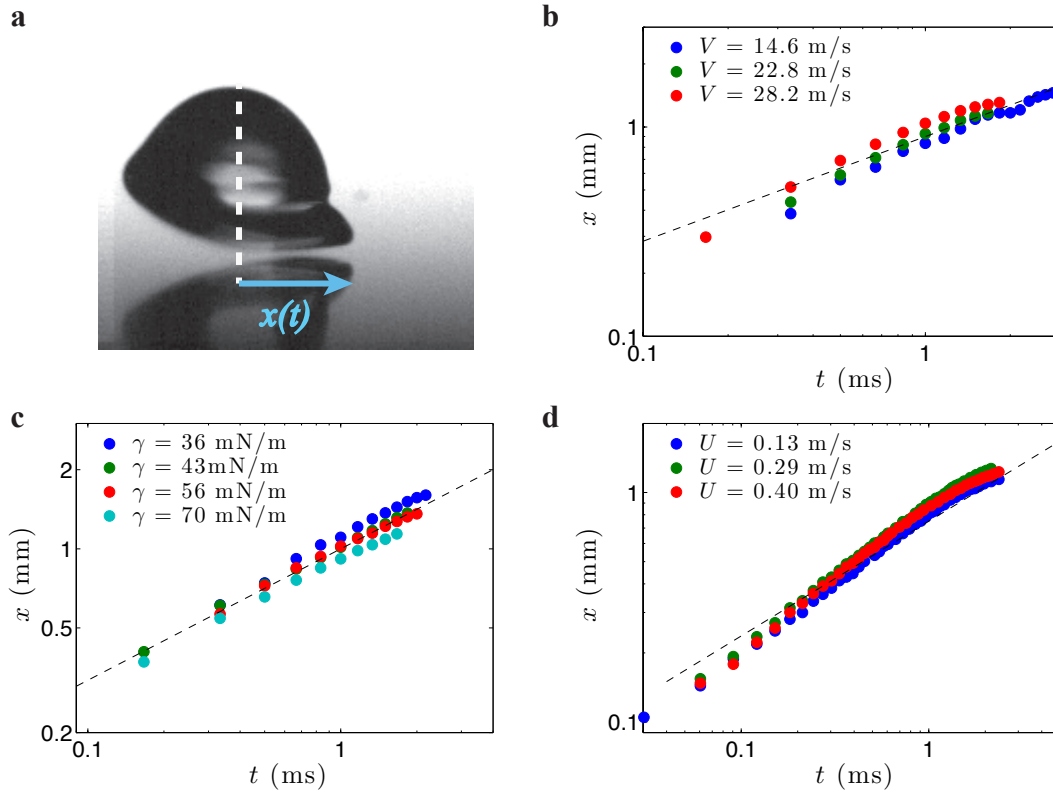 a
x(t)
b
V = 14.6 m/s
V = 22.8 m/s
V = 28.2 m/s
x (mm)
1
0.1
0.1
1
t (ms)
c
γ = 36 mN/m
γ = 43mN/m
γ = 56 mN/m
γ = 70 mN/m
x (mm)
2
1
0.5
0.2
0.1
1
t (ms)
d
U = 0.13 m/s
U = 0.29 m/s
U = 0.40 m/s
x (mm)
1
0.1
0.1
1
t (ms)